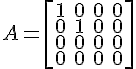 A = [ 1 0 0 0
0 1 0 0
0 0 0 0
0 0 0 0 ]